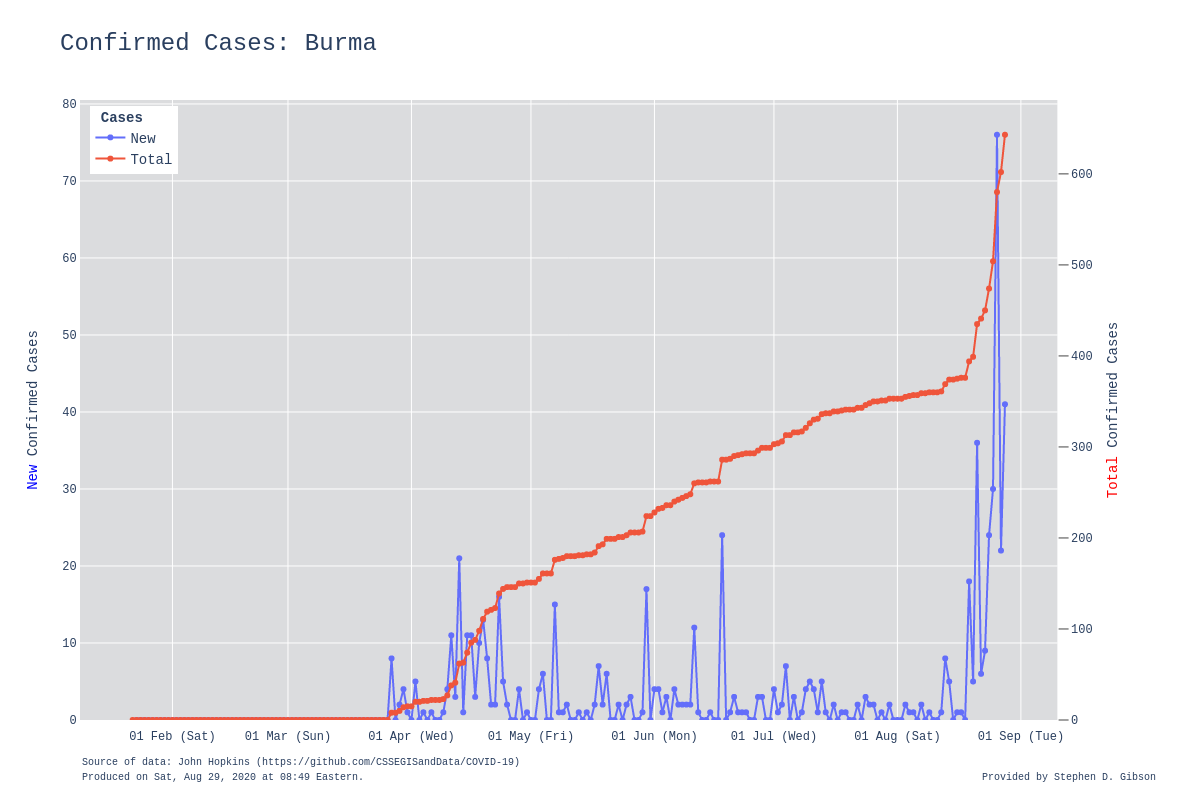 Confirmed Cases: Burma
Cases
New
Total
80
70
60
50
40
30
20
10
0
600
500
400
300
200
100
0
New Confirmed Cases
Total Confirmed Cases
01 Feb (Sat) 01 Mar (Sun) 01 Apr (Wed) 01 May (Fri) 01 Jun (Mon) 01 Jul (Wed) 01 Aug (Sat) 01 Sep (Tue)
Source of data: John Hopkins (https://github.com/CSSEGISandData/COVID-19)
Produced on Sat, Aug 29, 2020 at 08:49 Eastern.
Provided by Stephen D. Gibson